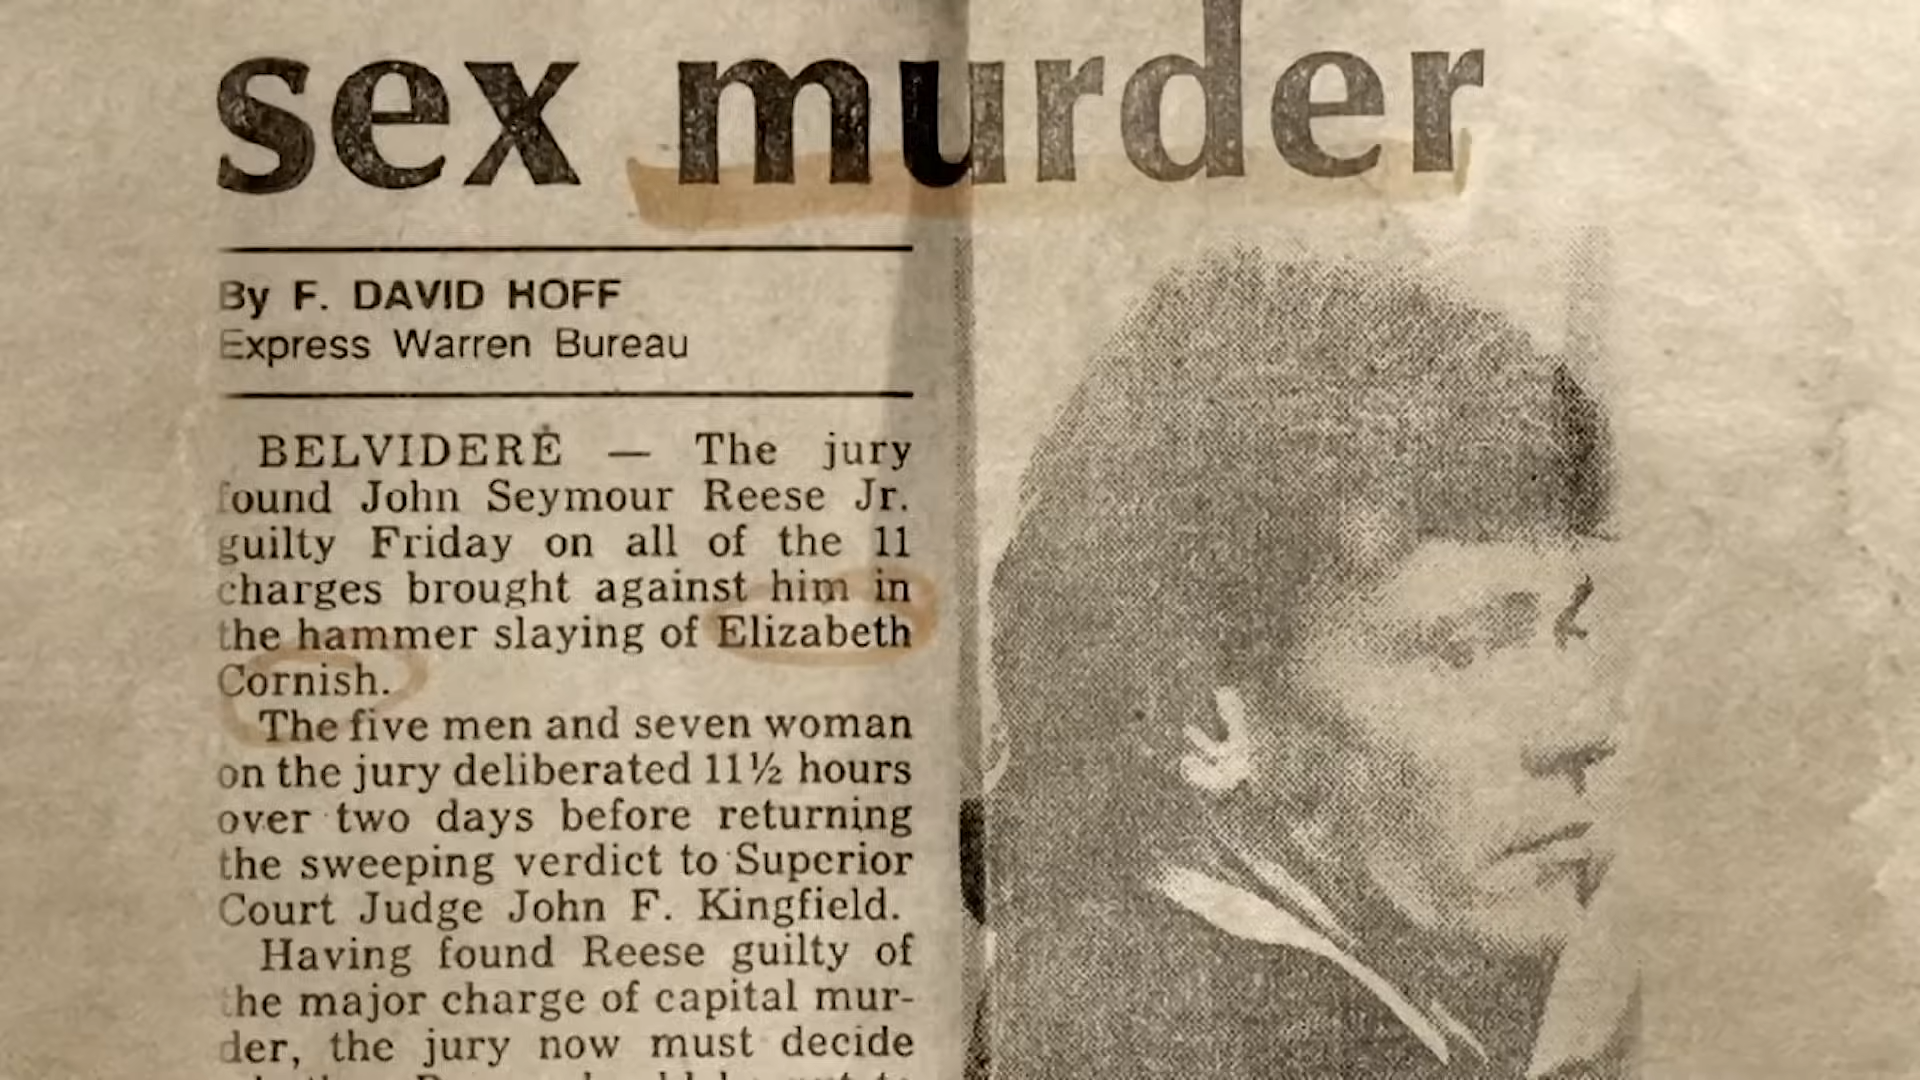 sex murder
By F. DAVID HOFF
Express Warren Bureau
BELVIDERE — The jury
found John Seymour Reese Jr.
guilty Friday on all of the 11
charges brought against him in
the hammer slaying of Elizabeth
Cornish.
The five men and seven woman
on the jury deliberated 11½ hours
over two days before returning
the sweeping verdict to Superior
Court Judge John F. Kingfield.
Having found Reese guilty of
the major charge of capital mur-
der, the jury now must decide